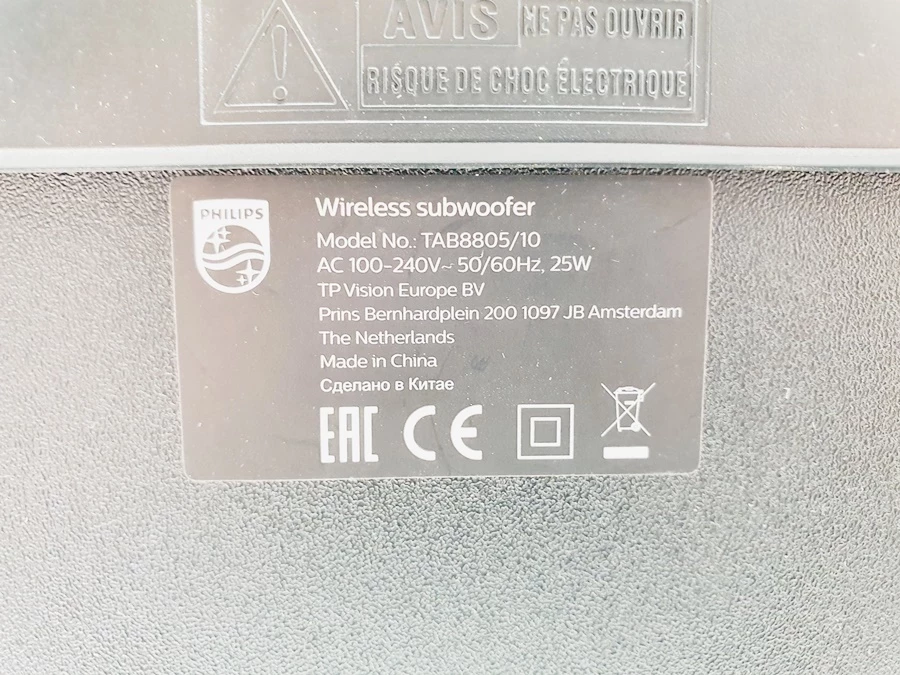 AVIS
NE PAS OUVRIR
RISQUE DE CHOC ÉLECTRIQUE
PHILIPS
Wireless subwoofer
Model No.: TAB8805/10
AC 100-240V~ 50/60Hz, 25W
TP Vision Europe BV
Prins Bernhardplein 200 1097 JB Amsterdam
The Netherlands
Made in China
Сделано в Китае
EAC CE